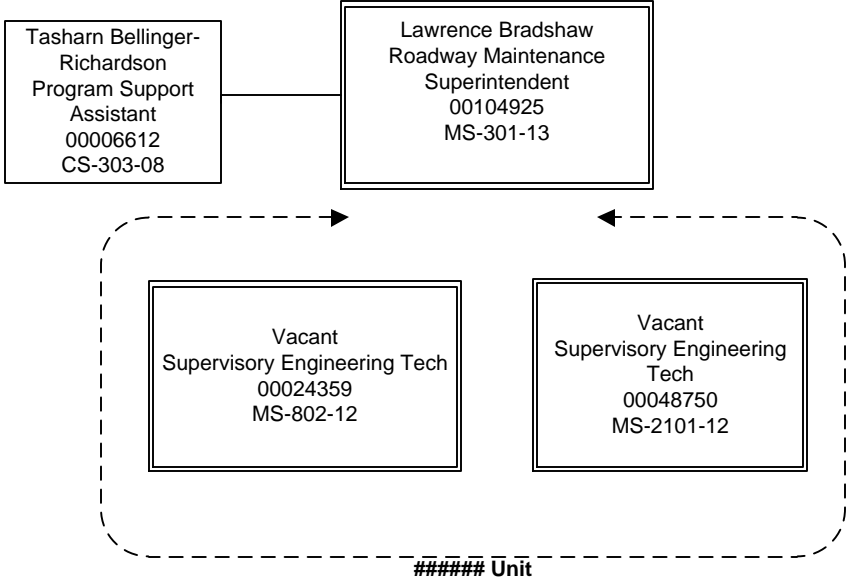 Tasharn Bellinger-
Richardson
Program Support
Assistant
00006612
CS-303-08
Lawrence Bradshaw
Roadway Maintenance
Superintendent
00104925
MS-301-13
Vacant
Supervisory Engineering Tech
00024359
MS-802-12
Vacant
Supervisory Engineering
Tech
00048750
MS-2101-12
###### Unit